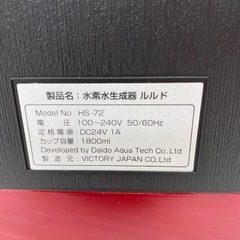 製品名：水素水生成器 ルルド
Model No : HS-72
電　圧：100～240V 50/60Hz
定格電源：DC24V 1A
カップ容量：1800ml
Developed by Daido Aqua Tech Co., Ltd
製 造 元：VICTORY JAPAN CO.,Ltd